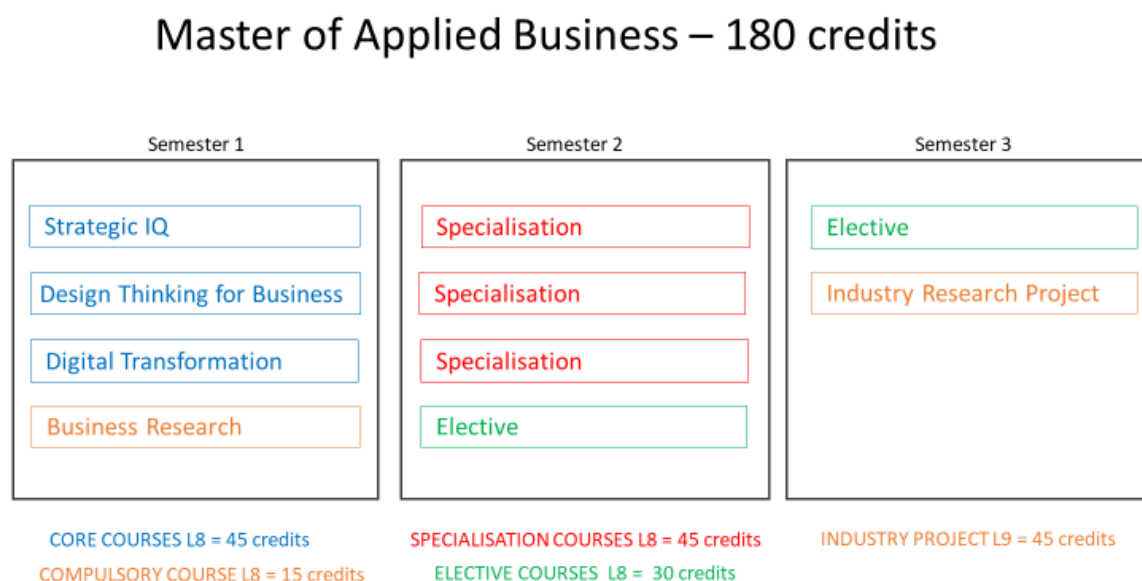 Master of Applied Business – 180 credits
Semester 1
Strategic IQ
Design Thinking for Business
Digital Transformation
Business Research
CORE COURSES L8 = 45 credits
COMPULSORY COURSE L8 = 15 credits
Semester 2
Specialisation
Specialisation
Specialisation
Elective
SPECIALISATION COURSES L8 = 45 credits
ELECTIVE COURSES L8 = 30 credits
Semester 3
Elective
Industry Research Project
INDUSTRY PROJECT L9 = 45 credits